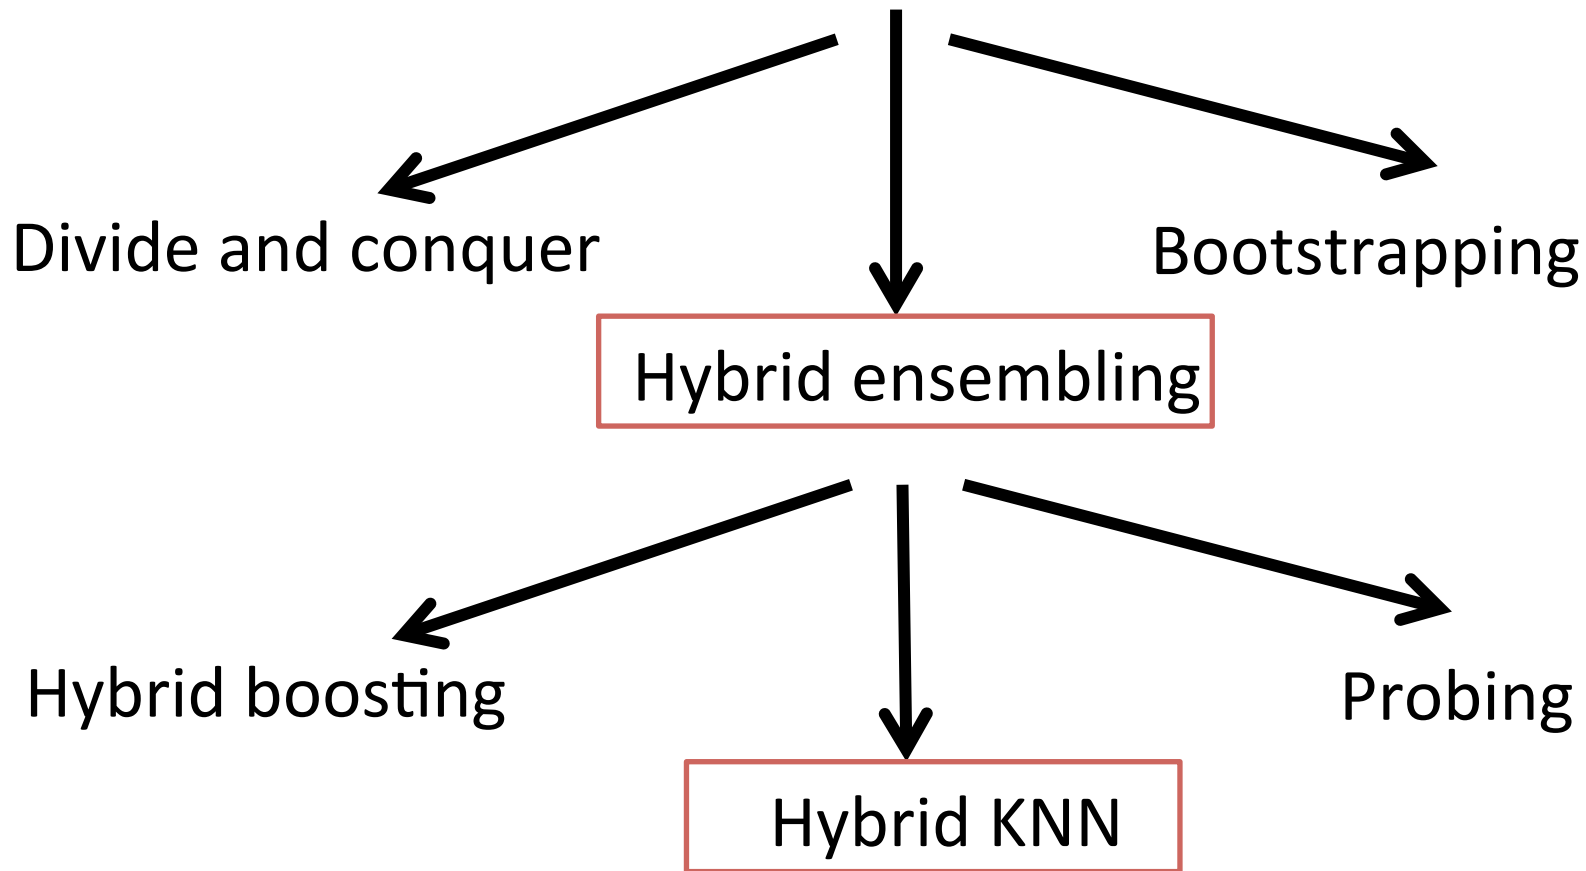 Divide and conquer
Bootstrapping
Hybrid ensembling
Hybrid boosting
Probing
Hybrid KNN